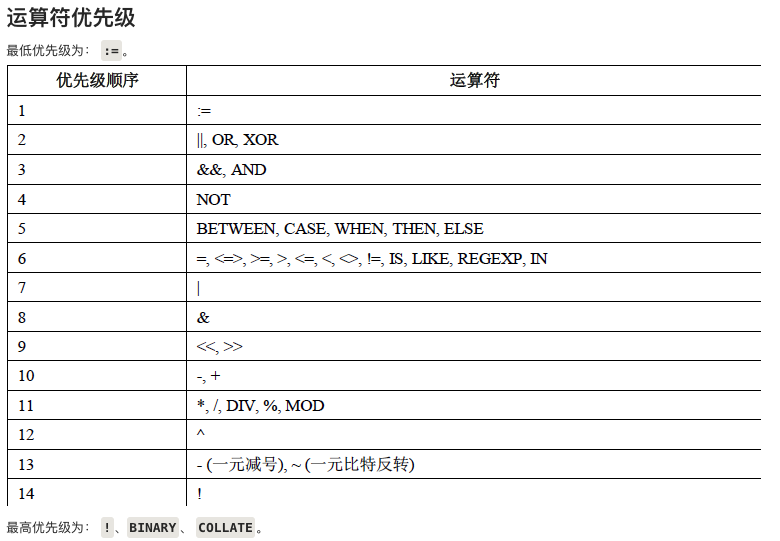 运算符优先级
最低优先级为： :=。
优先级顺序 运算符
1 :=
2 ||, OR, XOR
3 &&, AND
4 NOT
5 BETWEEN, CASE, WHEN, THEN, ELSE
6 =, <=>, >=, >, <=, <, <>, !=, IS, LIKE, REGEXP, IN
7 |
8 &
9 <<, >>
10 -, +
11 *, /, DIV, %, MOD
12 ^
13 - (一元减号), ~ (一元比特反转)
14 !
最高优先级为： !、BINARY、 COLLATE。